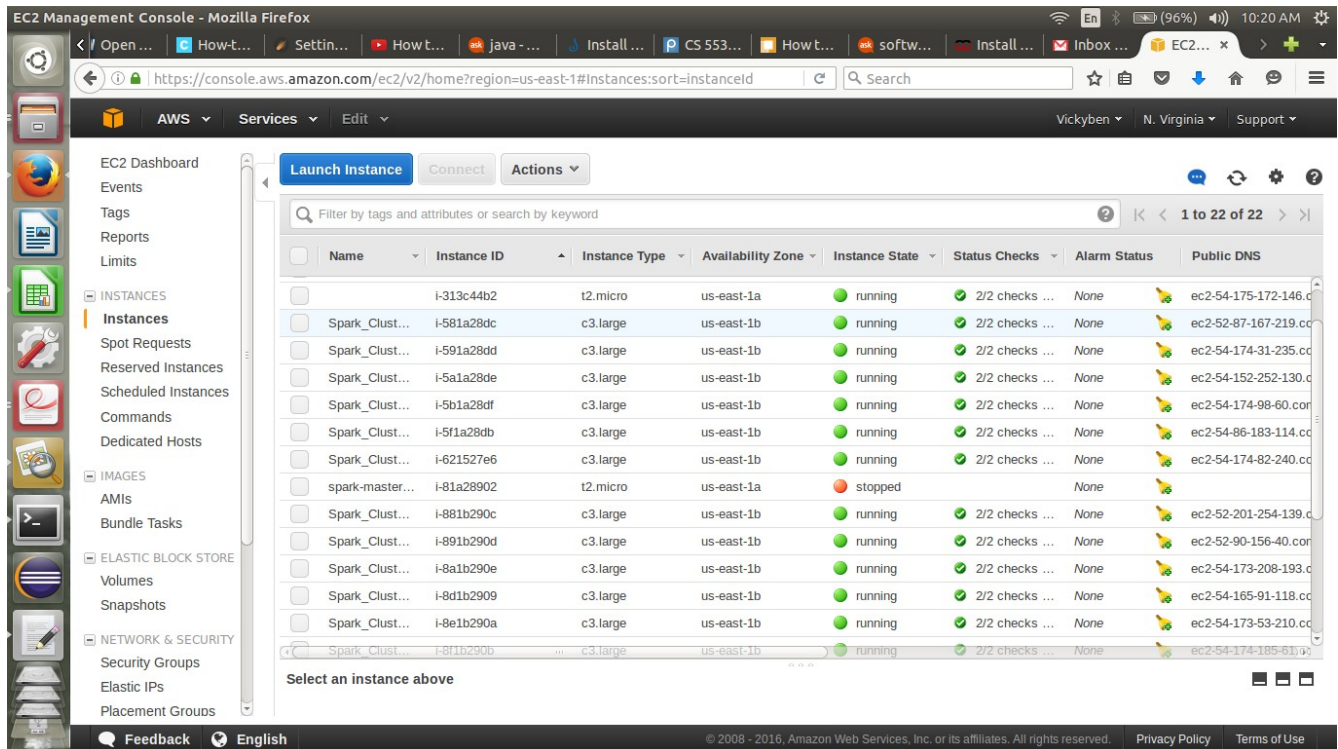 EC2 Management Console - Mozilla Firefox En (96%) 10:20 AM
Open ... How-t... Settin... How t... java - ... Install ... CS 553... How t... softw... Install ... Inbox ... EC2... ×
https://console.aws.amazon.com/ec2/v2/home?region=us-east-1#Instances:sort=instanceId Search
AWS Services Edit Vickyben N. Virginia Support
EC2 Dashboard
Events
Tags
Reports
Limits
INSTANCES
Instances
Spot Requests
Reserved Instances
Scheduled Instances
Commands
Dedicated Hosts
IMAGES
AMIs
Bundle Tasks
ELASTIC BLOCK STORE
Volumes
Snapshots
NETWORK & SECURITY
Security Groups
Elastic IPs
Placement Groups
Launch Instance Connect Actions
Filter by tags and attributes or search by keyword 1 to 22 of 22
Name Instance ID Instance Type Availability Zone Instance State Status Checks Alarm Status Public DNS
i-313c44b2 t2.micro us-east-1a running 2/2 checks ... None ec2-54-175-172-146.c
Spark_Clust... i-581a28dc c3.large us-east-1b running 2/2 checks ... None ec2-52-87-167-219.cc
Spark_Clust... i-591a28dd c3.large us-east-1b running 2/2 checks ... None ec2-54-174-31-235.cc
Spark_Clust... i-5a1a28de c3.large us-east-1b running 2/2 checks ... None ec2-54-152-252-130.c
Spark_Clust... i-5b1a28df c3.large us-east-1b running 2/2 checks ... None ec2-54-174-98-60.con
Spark_Clust... i-5f1a28db c3.large us-east-1b running 2/2 checks ... None ec2-54-86-183-114.cc
Spark_Clust... i-621527e6 c3.large us-east-1b running 2/2 checks ... None ec2-54-174-82-240.cc
spark-master... i-81a28902 t2.micro us-east-1a stopped None
Spark_Clust... i-881b290c c3.large us-east-1b running 2/2 checks ... None ec2-52-201-254-139.c
Spark_Clust... i-891b290d c3.large us-east-1b running 2/2 checks ... None ec2-52-90-156-40.con
Spark_Clust... i-8a1b290e c3.large us-east-1b running 2/2 checks ... None ec2-54-173-208-193.c
Spark_Clust... i-8d1b2909 c3.large us-east-1b running 2/2 checks ... None ec2-54-165-91-118.cc
Spark_Clust... i-8e1b290a c3.large us-east-1b running 2/2 checks ... None ec2-54-173-53-210.cc
Spark_Clust... i-8f1b290b c3.large us-east-1b running 2/2 checks ... None ec2-54-174-185-61
Select an instance above
Feedback English © 2008 - 2016, Amazon Web Services, Inc. or its affiliates. All rights reserved. Privacy Policy Terms of Use